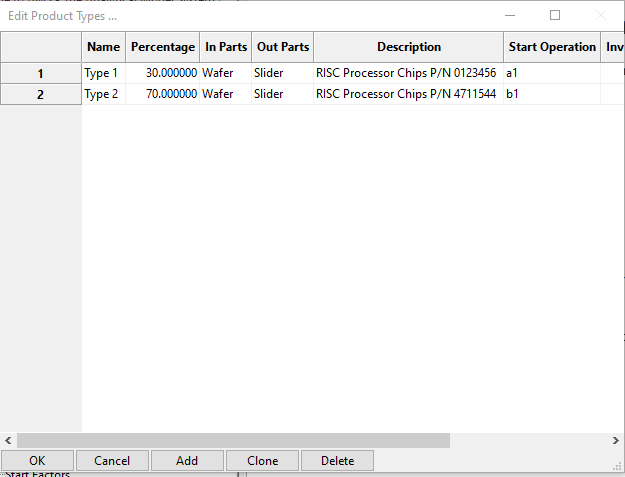 Edit Product Types ...
Name Percentage In Parts Out Parts Description Start Operation Inv
1 Type 1 30.000000 Wafer Slider RISC Processor Chips P/N 0123456 a1
2 Type 2 70.000000 Wafer Slider RISC Processor Chips P/N 4711544 b1
OK Cancel Add Clone Delete
Start Factors